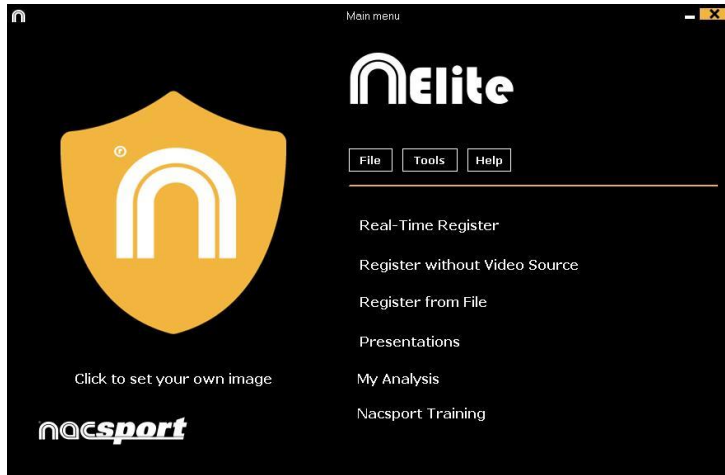 Main menu
nElite
File Tools Help
Real-Time Register
Register without Video Source
Register from File
Presentations
My Analysis
Nacsport Training
Click to set your own image
nacsport